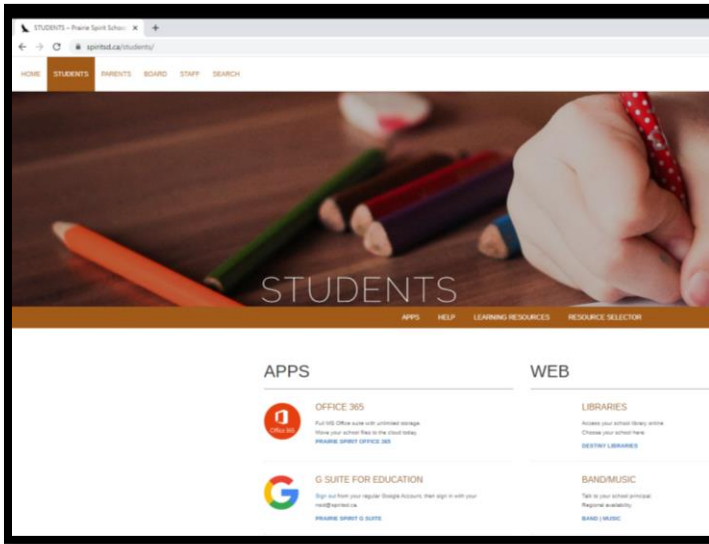 STUDENTS – Prairie Spirit School
spiritsd.ca/students/
HOME STUDENTS PARENTS BOARD STAFF SEARCH
STUDENTS
APPS HELP LEARNING RESOURCES RESOURCE SELECTOR
APPS
Office 365
OFFICE 365
Full MS Office suite with unlimited storage.
Move your school files to the cloud today.
PRAIRIE SPIRIT OFFICE 365
G SUITE FOR EDUCATION
Sign out from your regular Google Account, then sign in with your
nsid@spiritsd.ca.
PRAIRIE SPIRIT G SUITE
WEB
LIBRARIES
Access your school library online
Choose your school here.
DESTINY LIBRARIES
BAND/MUSIC
Talk to your school principal.
Regional availability.
BAND | MUSIC